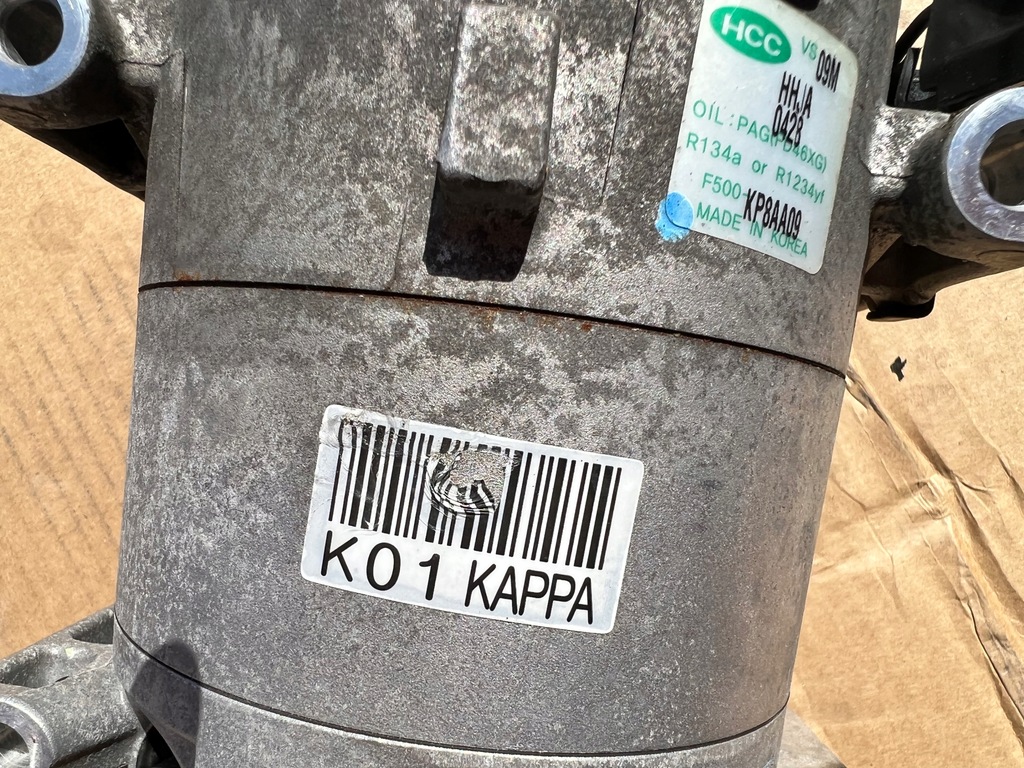 HCC VS 09M
HHJA
0428
OIL : PAG(FD46XG)
R134a or R1234yf
F500-KP8AA09
MADE IN KOREA
K01 KAPPA